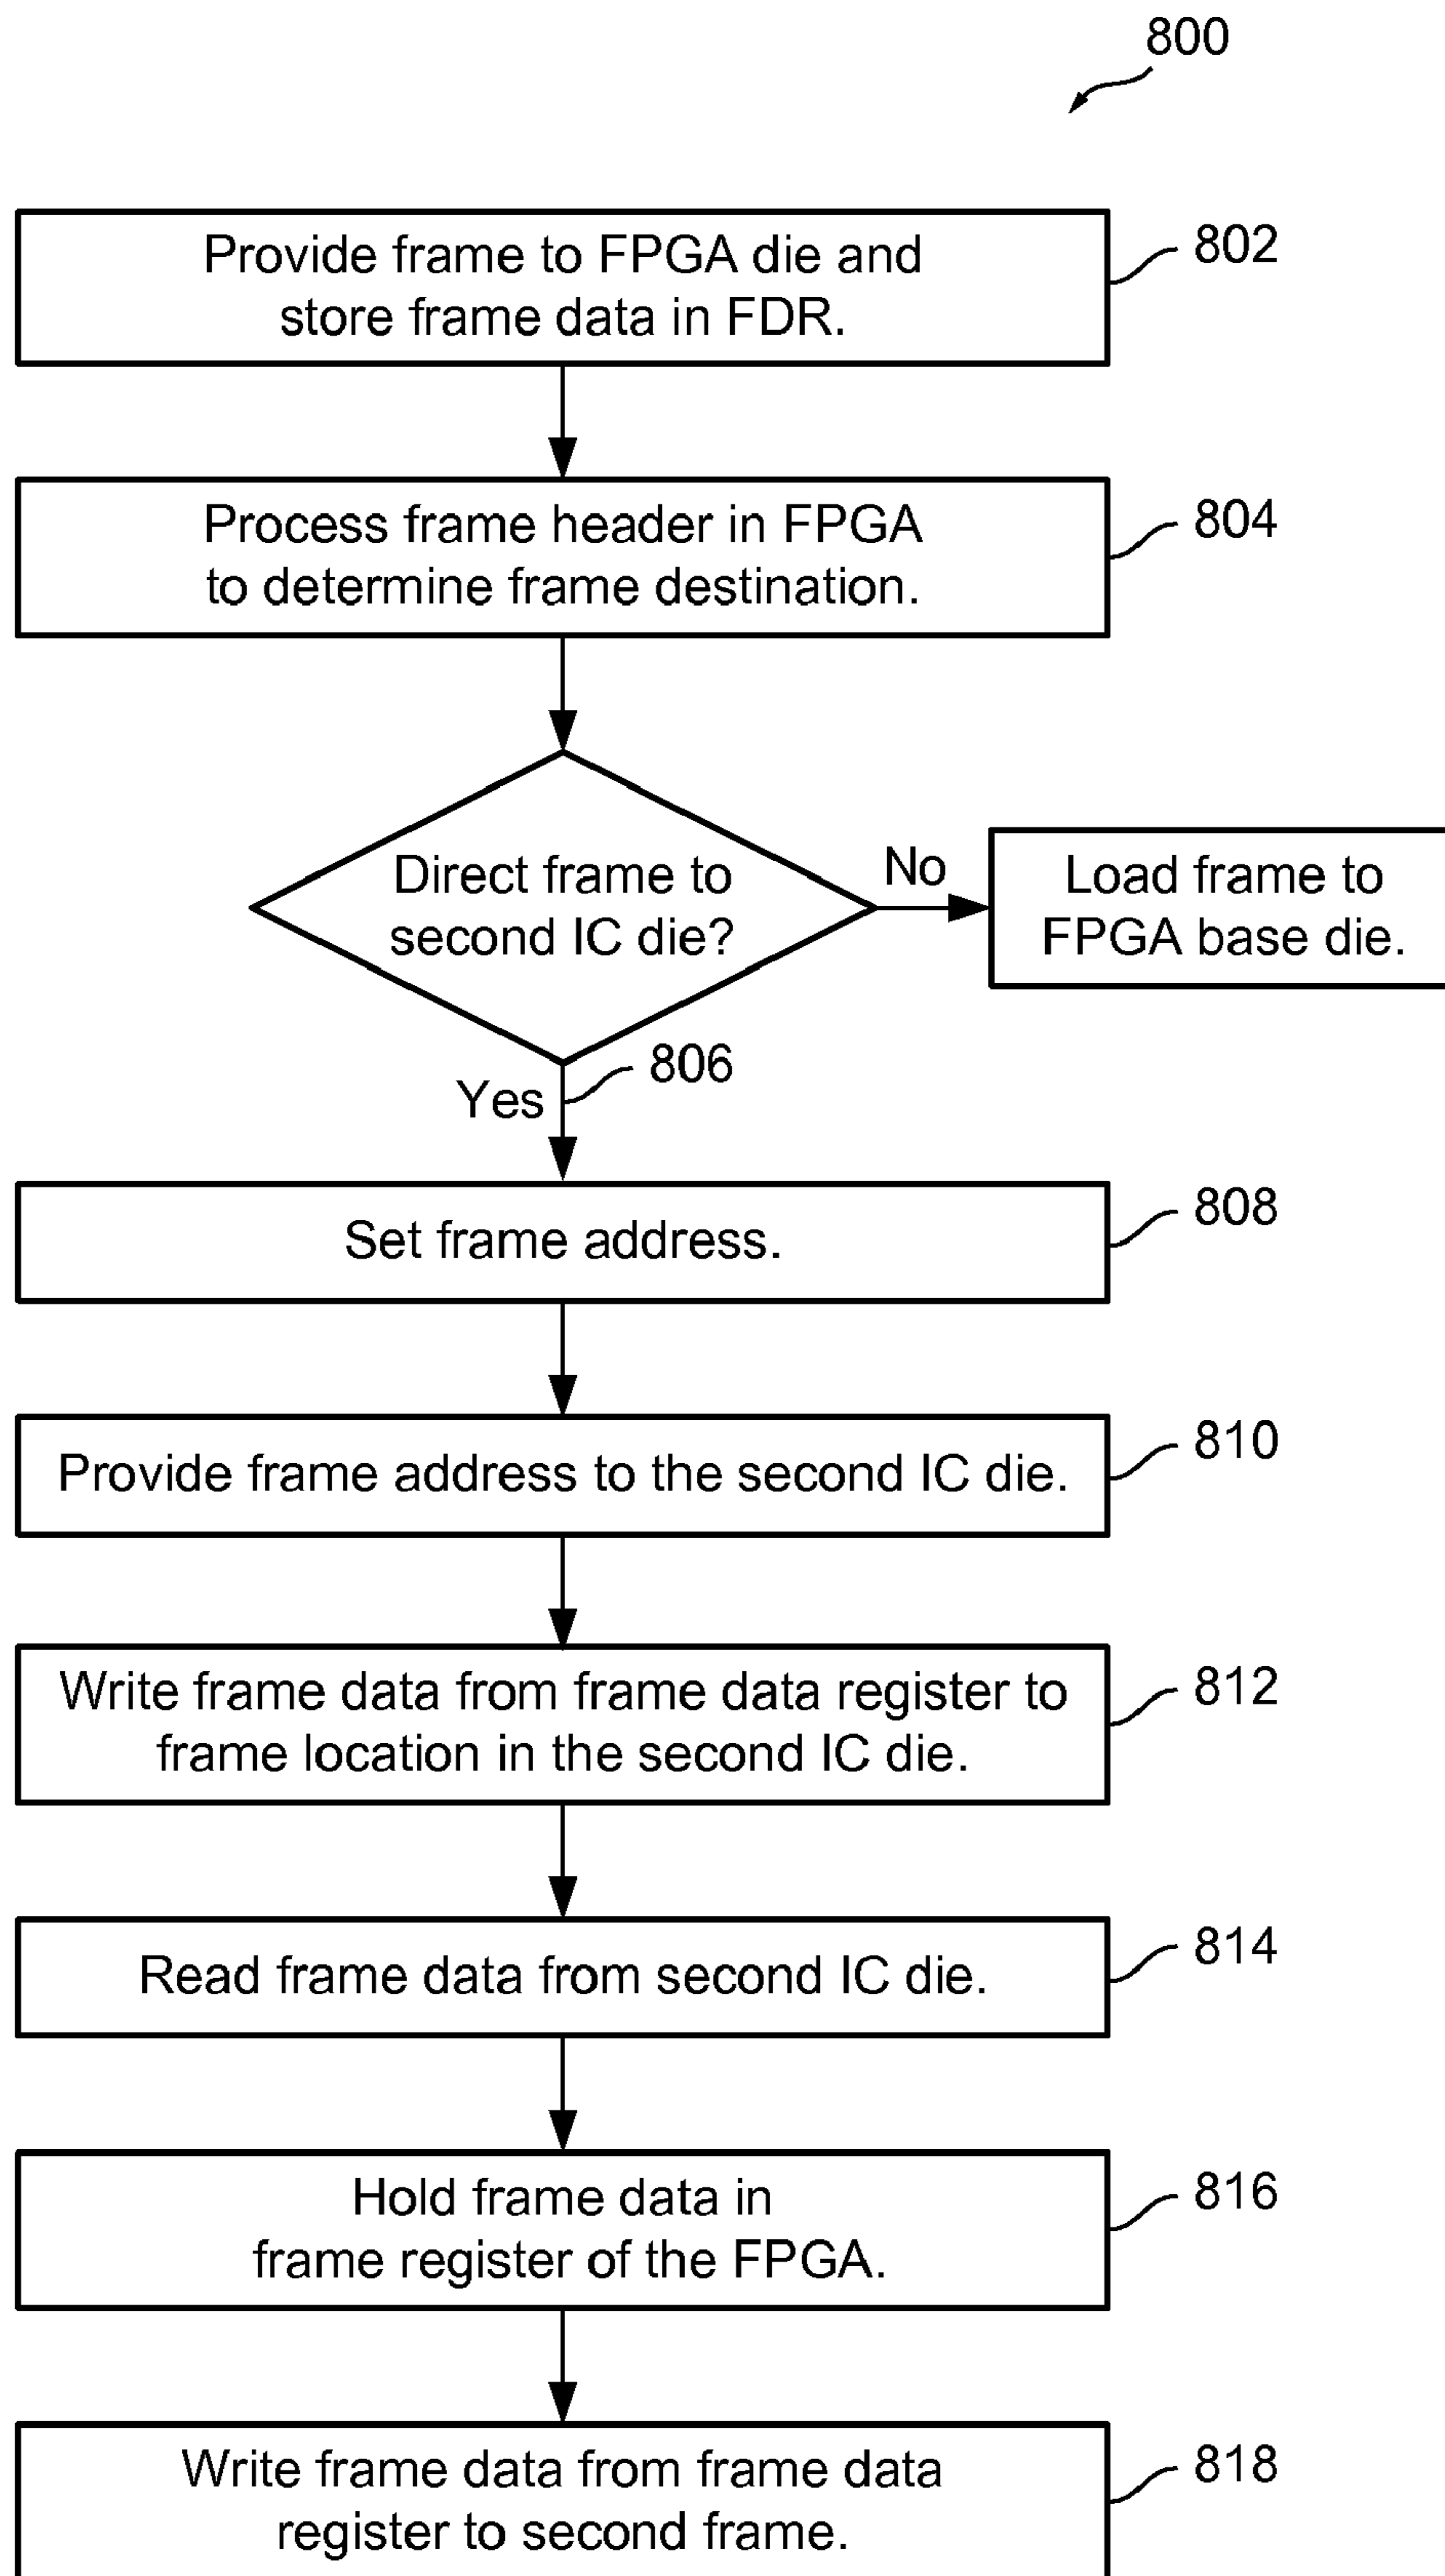 800
Provide frame to FPGA die and
store frame data in FDR.
802
Process frame header in FPGA
to determine frame destination.
804
Direct frame to
second IC die?
No
Load frame to
FPGA base die.
Yes
806
Set frame address.
808
Provide frame address to the second IC die.
810
Write frame data from frame data register to
frame location in the second IC die.
812
Read frame data from second IC die.
814
Hold frame data in
frame register of the FPGA.
816
Write frame data from frame data
register to second frame.
818